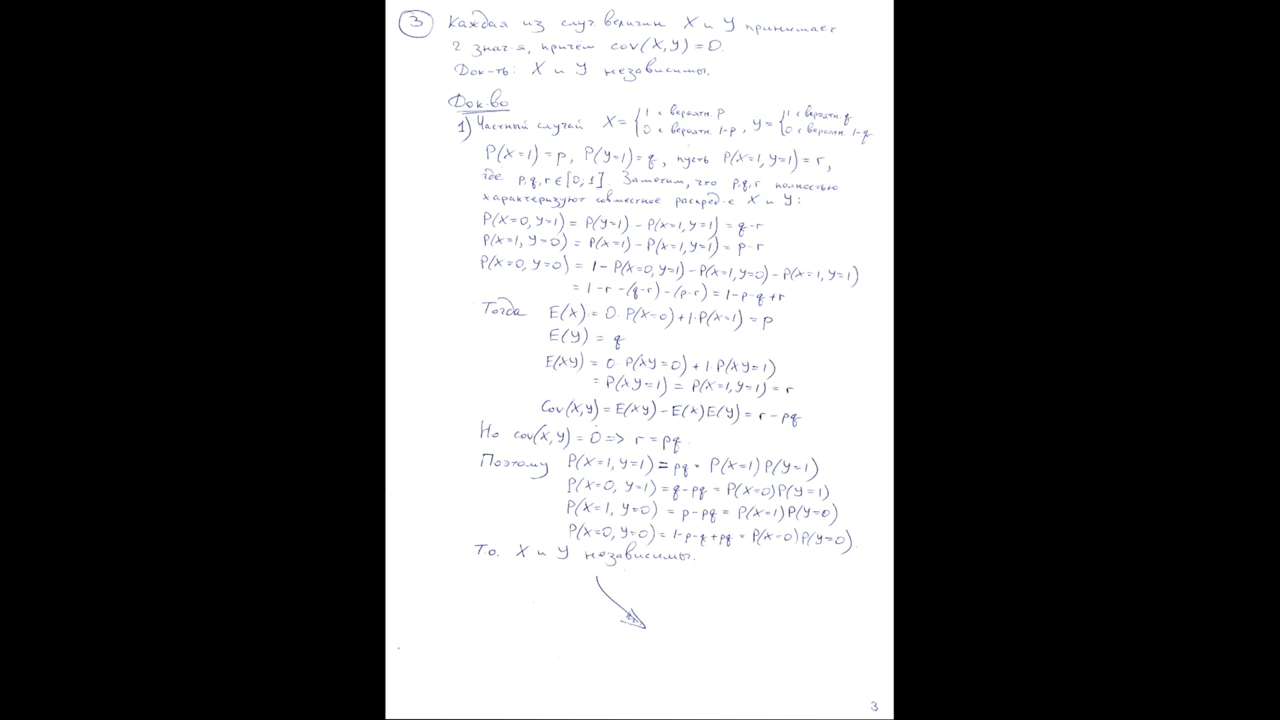 ③ Каждая из случ. величин X и Y принимает
2 знач-я, причём cov(X,Y)=0.
Док-ть: X и Y независимы.
Док-во
1) Частный случай X = { 1 с вероятн. p , Y = { 1 с вероятн. q
0 с вероятн. 1-p 0 с вероятн. 1-q
P(X=1)=p, P(Y=1)=q, пусть P(X=1,Y=1)=r,
где p,q,r∈[0,1]. Заметим, что p,q,r полностью
характеризуют совместное распред-е X и Y:
P(X=0,Y=1) = P(Y=1) - P(X=1,Y=1) = q-r
P(X=1,Y=0) = P(X=1) - P(X=1,Y=1) = p-r
P(X=0,Y=0) = 1-P(X=0,Y=1)-P(X=1,Y=0)-P(X=1,Y=1)
= 1-r-(q-r)-(p-r) = 1-p-q+r
Тогда E(X) = 0·P(X=0)+1·P(X=1) = p
E(Y) = q
E(XY) = 0·P(XY=0)+1·P(XY=1)
= P(XY=1) = P(X=1,Y=1) = r
Cov(X,Y) = E(XY)-E(X)E(Y) = r-pq
Но cov(X,Y)=0 => r=pq.
Поэтому P(X=1,Y=1) = pq = P(X=1)P(Y=1)
P(X=0,Y=1) = q-pq = P(X=0)P(Y=1)
P(X=1,Y=0) = p-pq = P(X=1)P(Y=0)
P(X=0,Y=0) = 1-p-q+pq = P(X=0)P(Y=0).
Т.о. X и Y независимы.
3